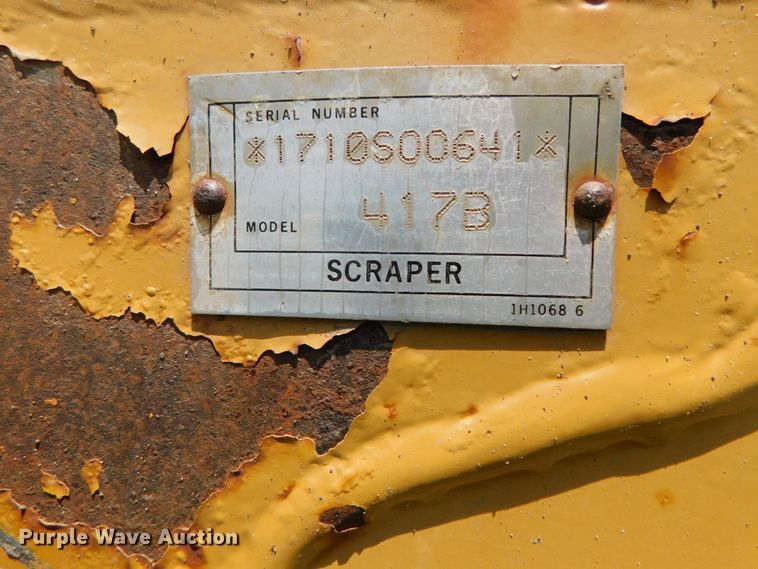 SERIAL NUMBER
*1710S00641*
MODEL 417B
SCRAPER
1H1068 6
Purple Wave Auction